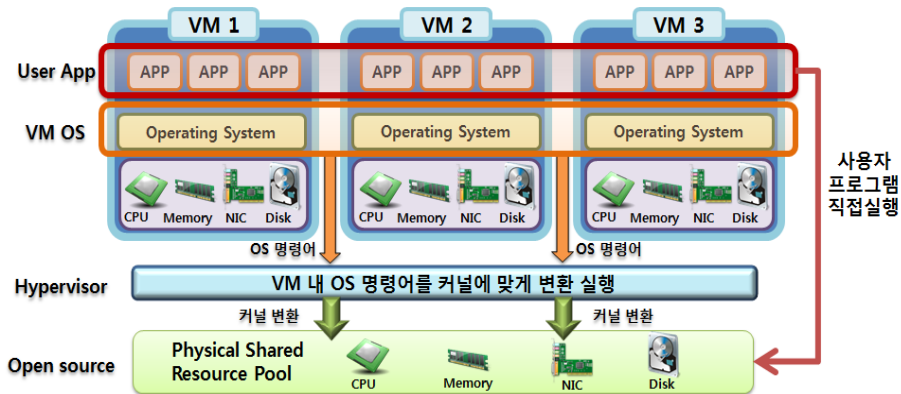 VM 1 VM 2 VM 3
User App APP APP APP APP APP APP APP APP APP
VM OS Operating System Operating System Operating System
CPU Memory NIC Disk CPU Memory NIC Disk CPU Memory NIC Disk
사용자
프로그램
직접실행
OS 명령어 OS 명령어
Hypervisor VM 내 OS 명령어를 커널에 맞게 변환 실행
커널 변환 커널 변환
Open source Physical Shared
Resource Pool
CPU Memory NIC Disk